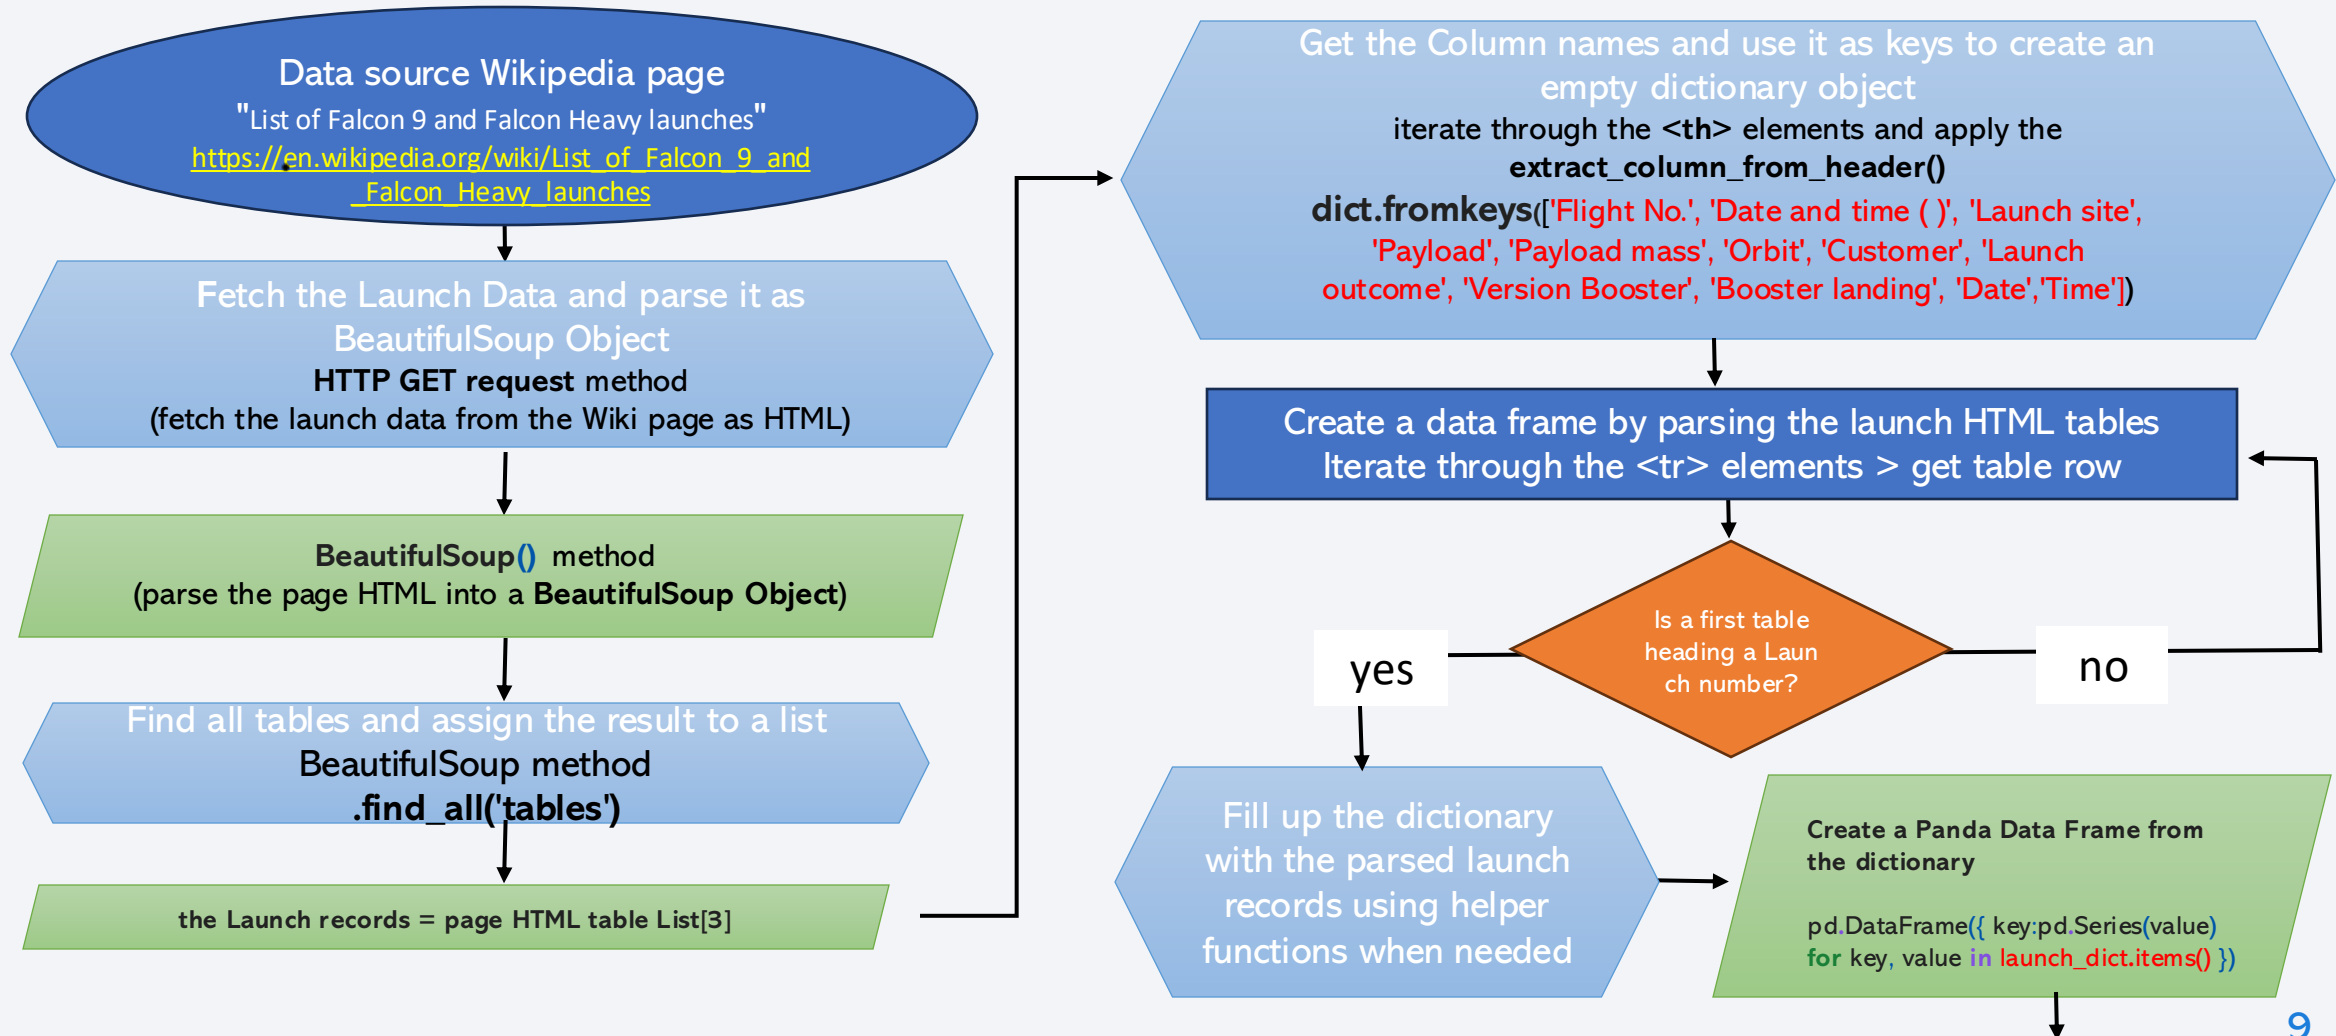 Data source Wikipedia page
"List of Falcon 9 and Falcon Heavy launches"
https://en.wikipedia.org/wiki/List_of_Falcon_9_and
_Falcon_Heavy_launches
Fetch the Launch Data and parse it as
BeautifulSoup Object
HTTP GET request method
(fetch the launch data from the Wiki page as HTML)
BeautifulSoup() method
(parse the page HTML into a BeautifulSoup Object)
Find all tables and assign the result to a list
BeautifulSoup method
.find_all('tables')
the Launch records = page HTML table List[3]
Get the Column names and use it as keys to create an
empty dictionary object
iterate through the <th> elements and apply the
extract_column_from_header()
dict.fromkeys(['Flight No.', 'Date and time ( )', 'Launch site',
'Payload', 'Payload mass', 'Orbit', 'Customer', 'Launch
outcome', 'Version Booster', 'Booster landing', 'Date','Time'])
Create a data frame by parsing the launch HTML tables
Iterate through the <tr> elements > get table row
Is a first table
heading a Laun
ch number?
yes
no
Fill up the dictionary
with the parsed launch
records using helper
functions when needed
Create a Panda Data Frame from
the dictionary
pd.DataFrame({ key:pd.Series(value)
for key, value in launch_dict.items() })
9